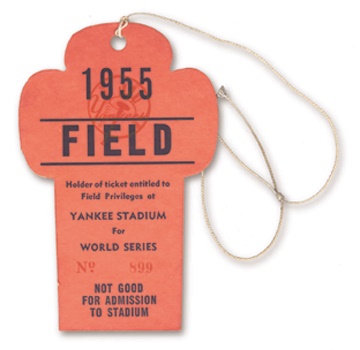 1955
Yankees
FIELD
Holder of ticket entitled to
Field Privileges at
YANKEE STADIUM
For
WORLD SERIES
No 899
NOT GOOD
FOR ADMISSION
TO STADIUM